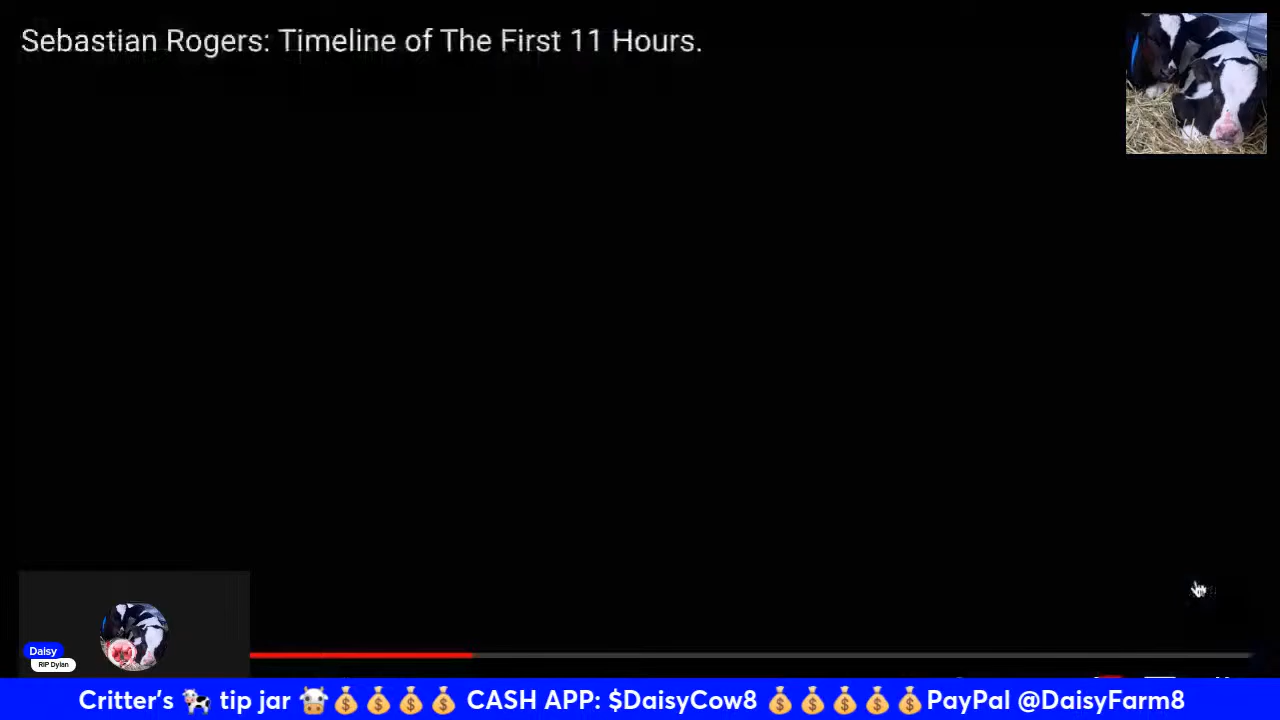 Sebastian Rogers: Timeline of The First 11 Hours.
Daisy
RIP Dylan
Critter's 🐄 tip jar 🐮💰💰💰💰 CASH APP: $DaisyCow8 💰💰💰💰💰PayPal @DaisyFarm8